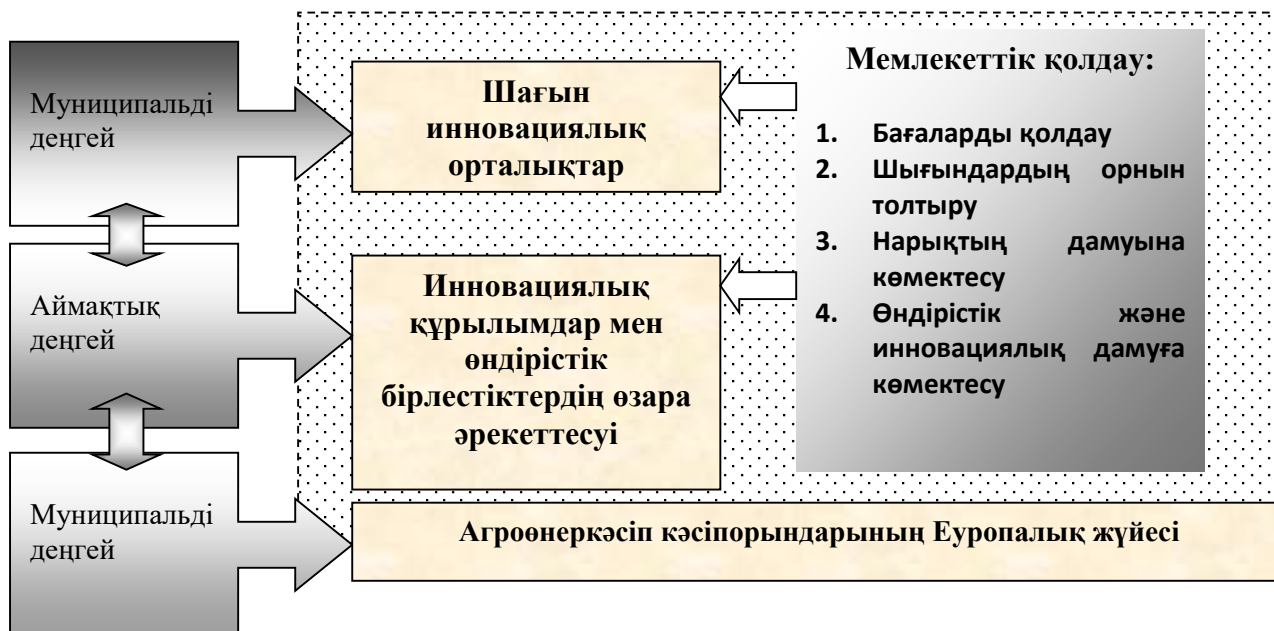 Муниципальді
деңгей
Шағын
инновациялық
орталықтар
Мемлекеттік қолдау:
1. Бағаларды қолдау
2. Шығындардың орнын
толтыру
3. Нарықтың дамуына
көмектесу
4. Өндірістік және
инновациялық дамуға
көмектесу
Аймақтық
деңгей
Инновациялық
құрылымдар мен
өндірістік
бірлестіктердің өзара
әрекеттесуі
Муниципальді
деңгей
Агроөнеркәсіп кәсіпорындарының Еуропалық жүйесі